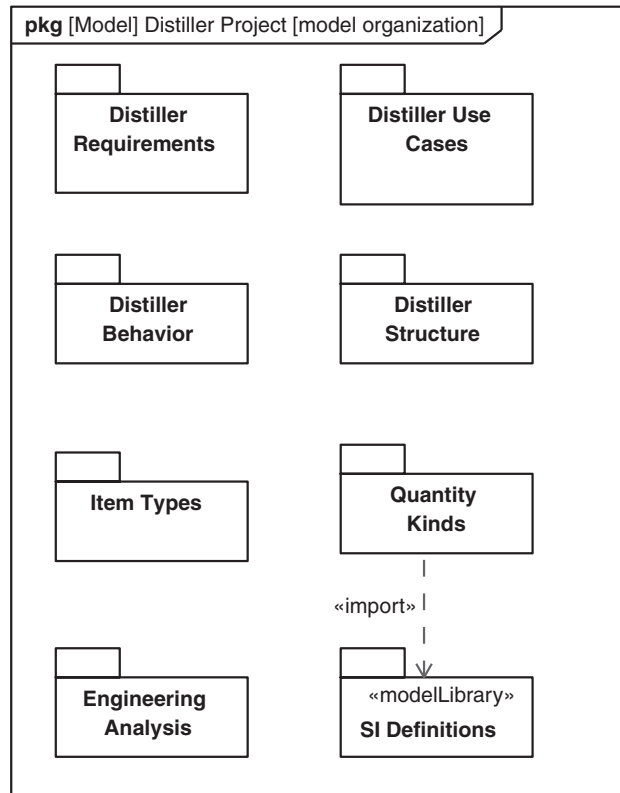 pkg [Model] Distiller Project [model organization]
Distiller
Requirements
Distiller Use
Cases
Distiller
Behavior
Distiller
Structure
Item Types
Quantity
Kinds
«import»
Engineering
Analysis
«modelLibrary»
SI Definitions